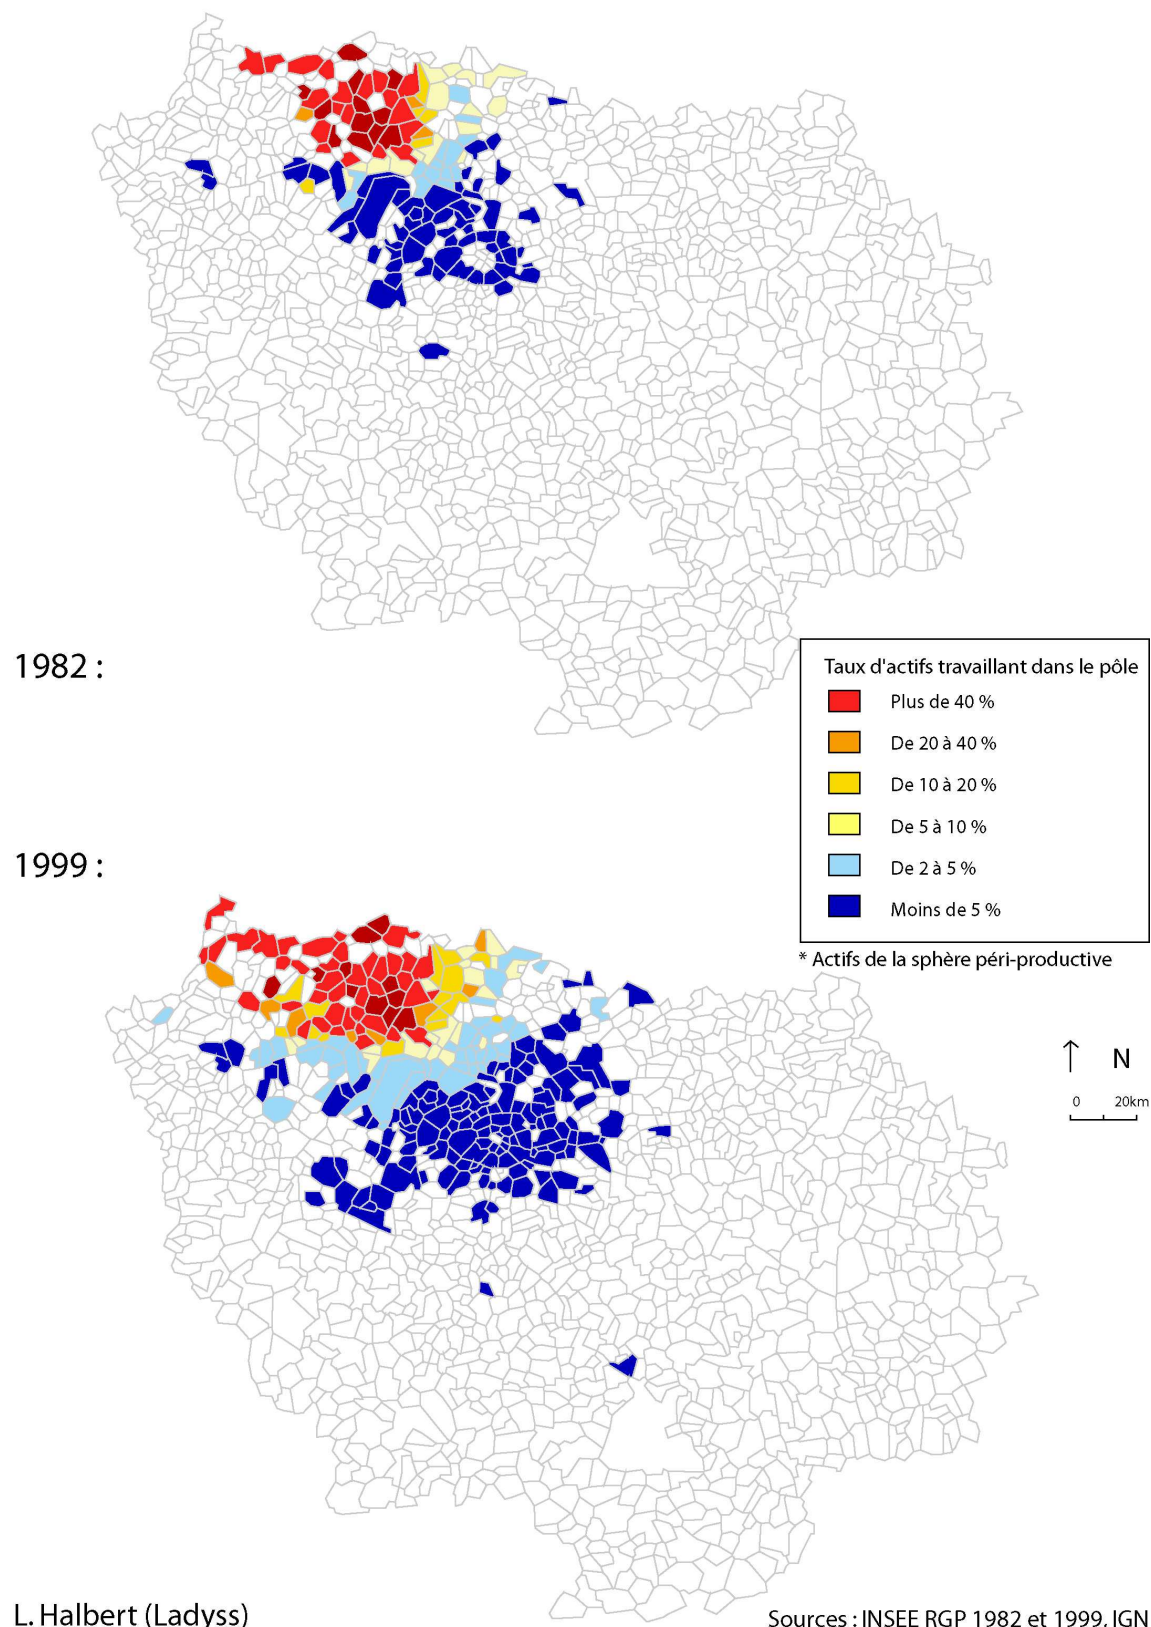 1982 :
Taux d'actifs travaillant dans le pôle
Plus de 40 %
De 20 à 40 %
De 10 à 20 %
De 5 à 10 %
De 2 à 5 %
Moins de 5 %
* Actifs de la sphère péri-productive
1999 :
N
0 20km
L. Halbert (Ladyss)
Sources : INSEE RGP 1982 et 1999, IGN